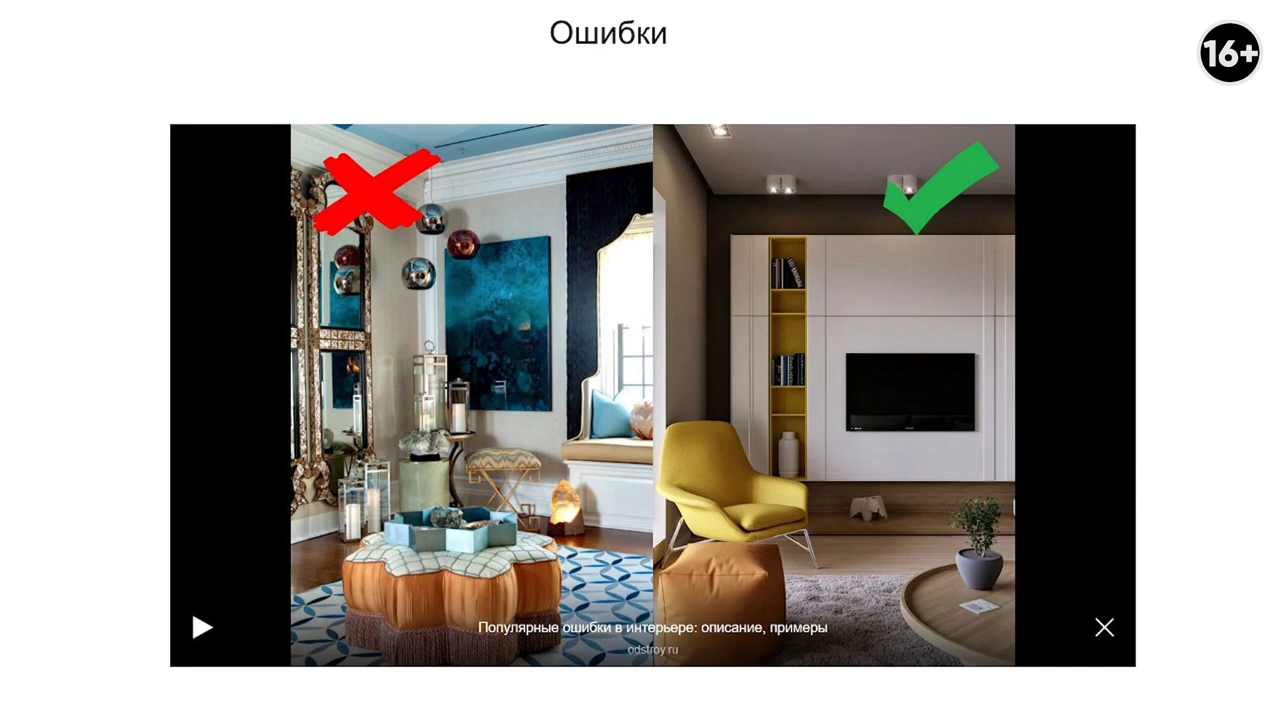 Ошибки
16+
Популярные ошибки в интерьере: описание, примеры
odstroy.ru